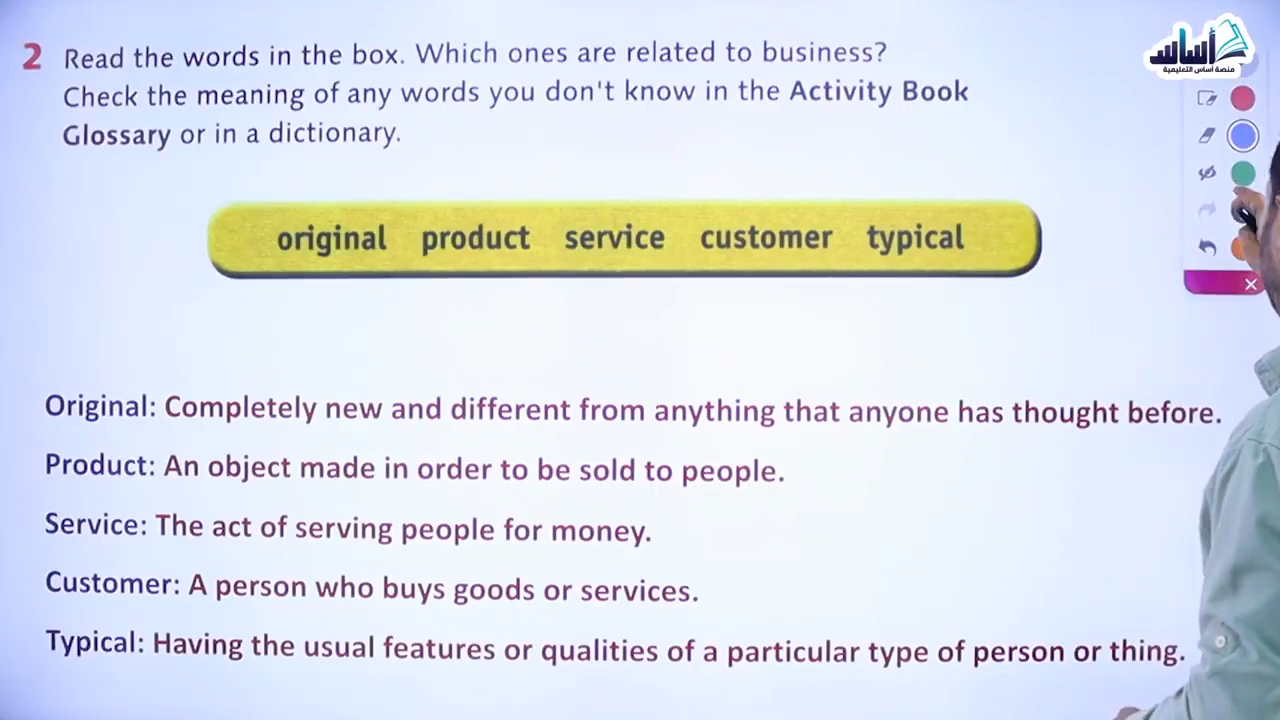 2 Read the words in the box. Which ones are related to business?
Check the meaning of any words you don't know in the Activity Book
Glossary or in a dictionary.
original product service customer typical
Original: Completely new and different from anything that anyone has thought before.
Product: An object made in order to be sold to people.
Service: The act of serving people for money.
Customer: A person who buys goods or services.
Typical: Having the usual features or qualities of a particular type of person or thing.
أساس
منصة أساس التعليمية